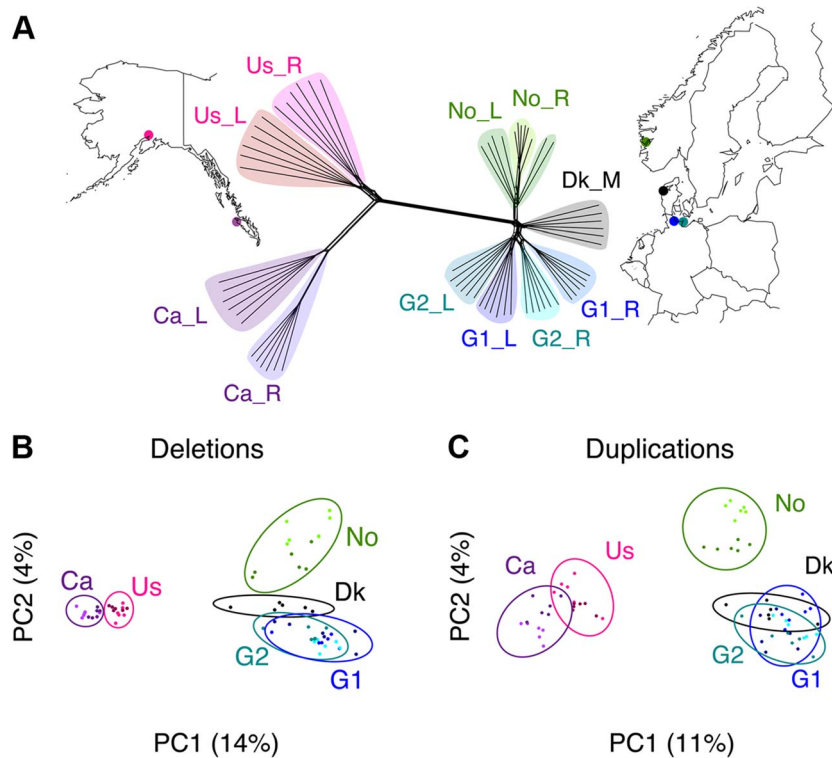 A
Us_R
Us_L
No_L
No_R
Dk_M
Ca_L
Ca_R
G2_L
G1_L
G2_R
G1_R
B
Deletions
PC2 (4%)
Ca
Us
No
Dk
G2
G1
PC1 (14%)
C
Duplications
PC2 (4%)
Ca
Us
No
Dk
G2
G1
PC1 (11%)